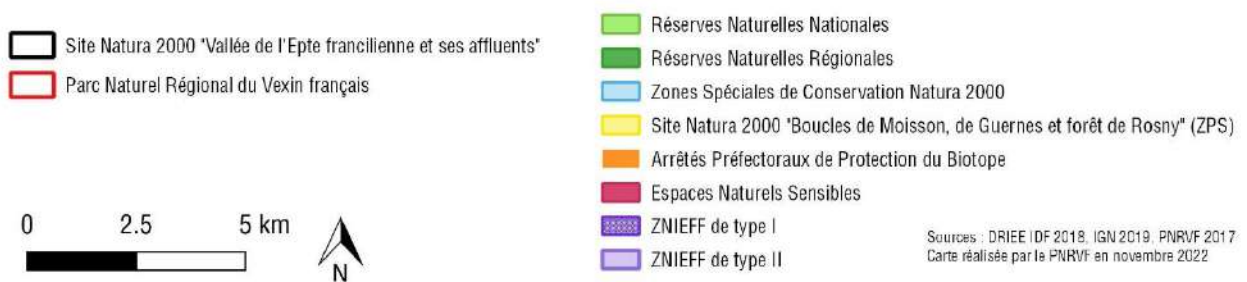 Site Natura 2000 "Vallée de l'Epte francilienne et ses affluents"
Parc Naturel Régional du Vexin français
0 2.5 5 km
N
Réserves Naturelles Nationales
Réserves Naturelles Régionales
Zones Spéciales de Conservation Natura 2000
Site Natura 2000 "Boucles de Moisson, de Guernes et forêt de Rosny" (ZPS)
Arrêtés Préfectoraux de Protection du Biotope
Espaces Naturels Sensibles
ZNIEFF de type I
ZNIEFF de type II
Sources : DRIEE IDF 2018, IGN 2019, PNRVF 2017
Carte réalisée par le PNRVF en novembre 2022